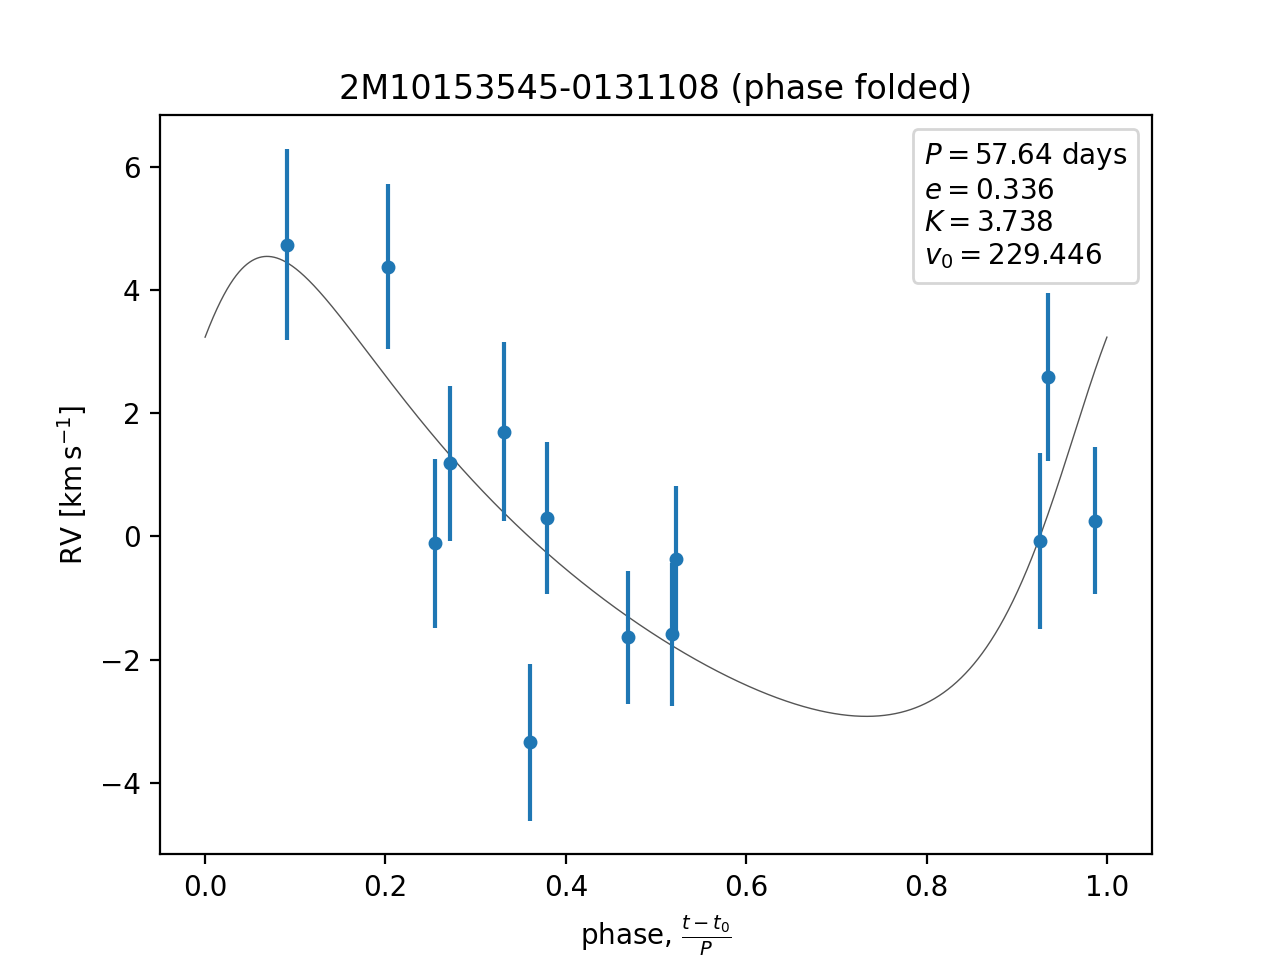 2M10153545-0131108 (phase folded)
P = 57.64 days
e = 0.336
K = 3.738
v₀ = 229.446
6
4
2
0
−2
−4
RV [km s⁻¹]
0.0 0.2 0.4 0.6 0.8 1.0
phase, (t − t₀)/P